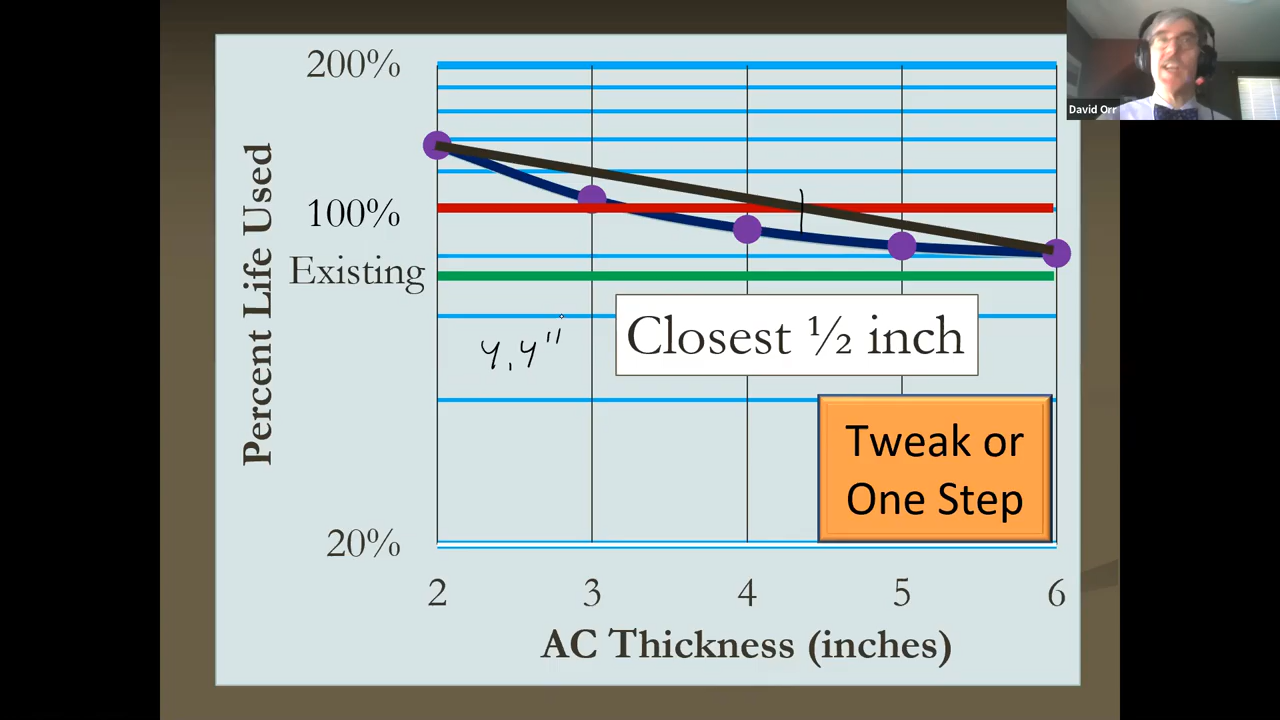 200%
David Orr
Percent Life Used
100%
Existing
4.4"
Closest ½ inch
Tweak or
One Step
20%
2 3 4 5 6
AC Thickness (inches)